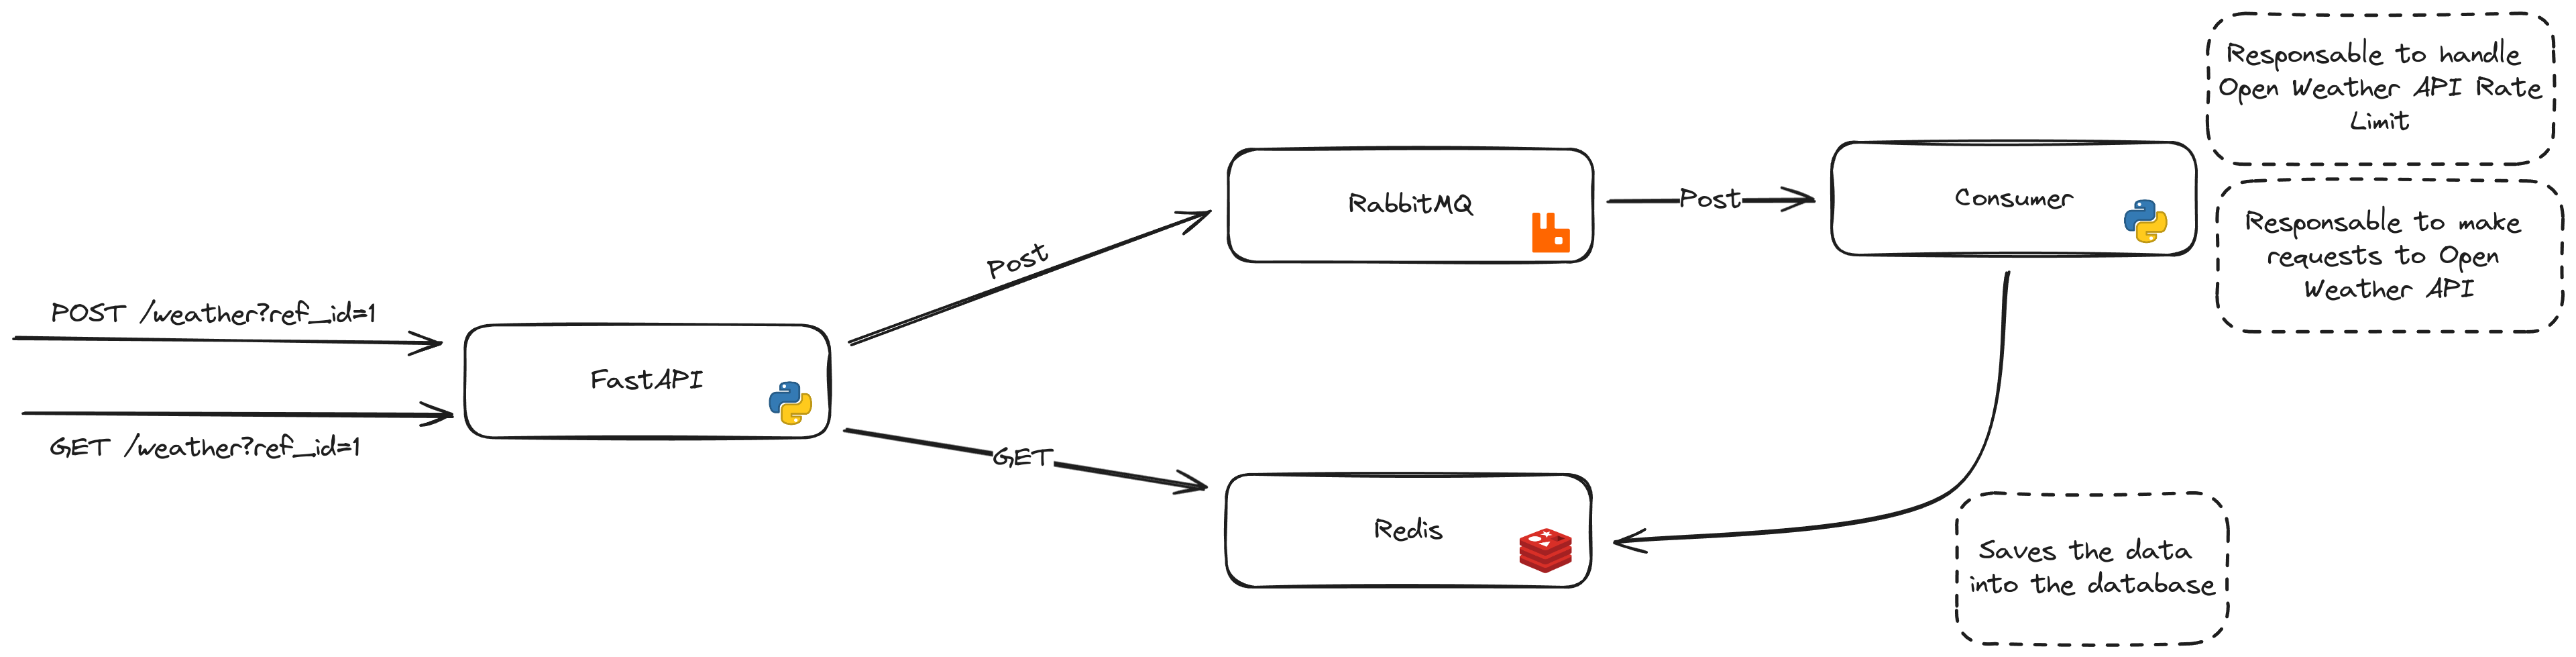 POST /weather?ref_id=1
GET /weather?ref_id=1
FastAPI
Post
GET
RabbitMQ
Redis
Post
Consumer
Responsable to handle
Open Weather API Rate
Limit
Responsable to make
requests to Open
Weather API
Saves the data
into the database